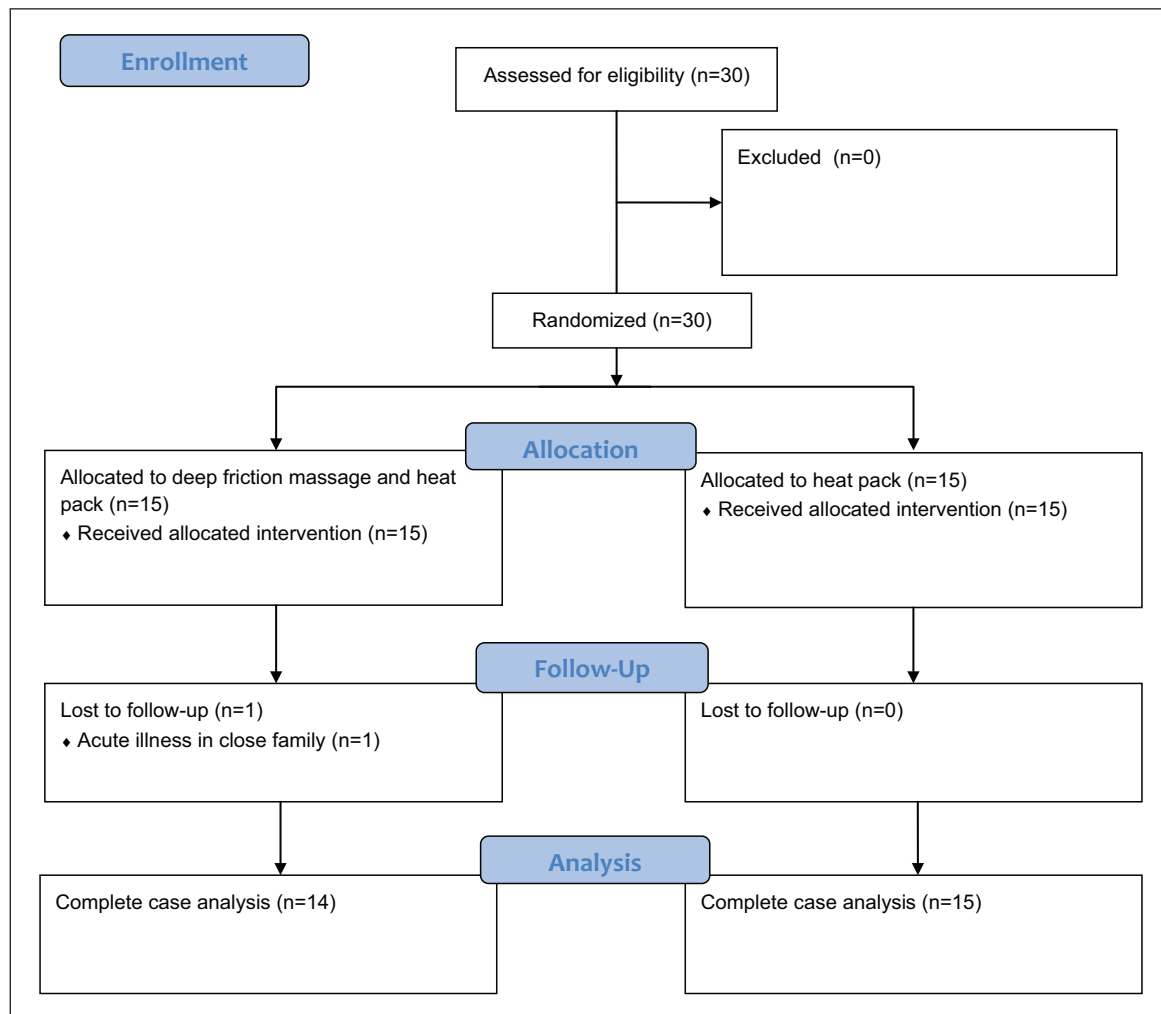 Enrollment
Assessed for eligibility (n=30)
Excluded (n=0)
Randomized (n=30)
Allocation
Allocated to deep friction massage and heat
pack (n=15)
♦ Received allocated intervention (n=15)
Allocated to heat pack (n=15)
♦ Received allocated intervention (n=15)
Follow-Up
Lost to follow-up (n=1)
♦ Acute illness in close family (n=1)
Lost to follow-up (n=0)
Analysis
Complete case analysis (n=14)
Complete case analysis (n=15)